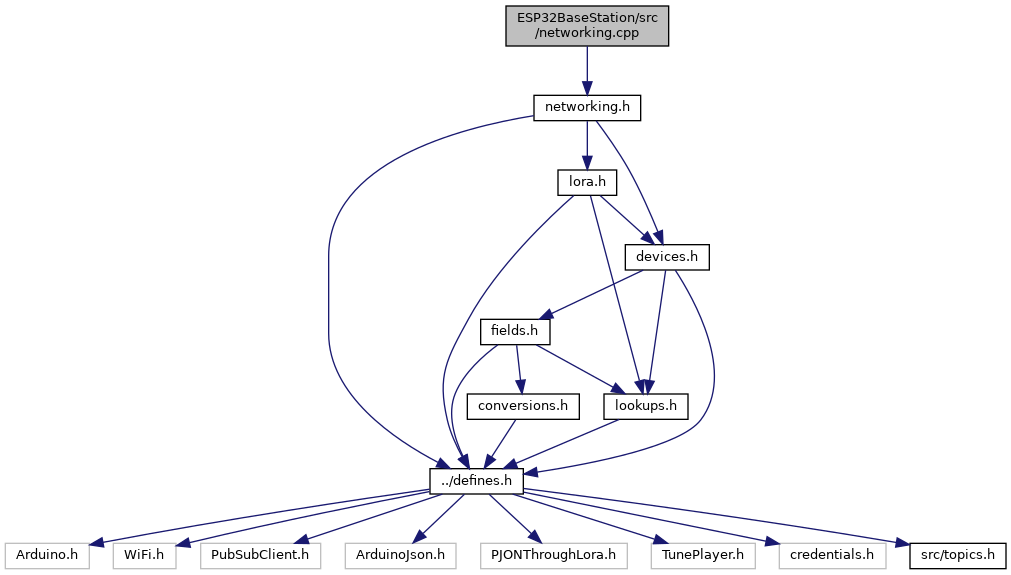 ESP32BaseStation/src
/networking.cpp
networking.h
lora.h
devices.h
fields.h
conversions.h
lookups.h
../defines.h
Arduino.h
WiFi.h
PubSubClient.h
ArduinoJson.h
PJONThroughLora.h
TunePlayer.h
credentials.h
src/topics.h